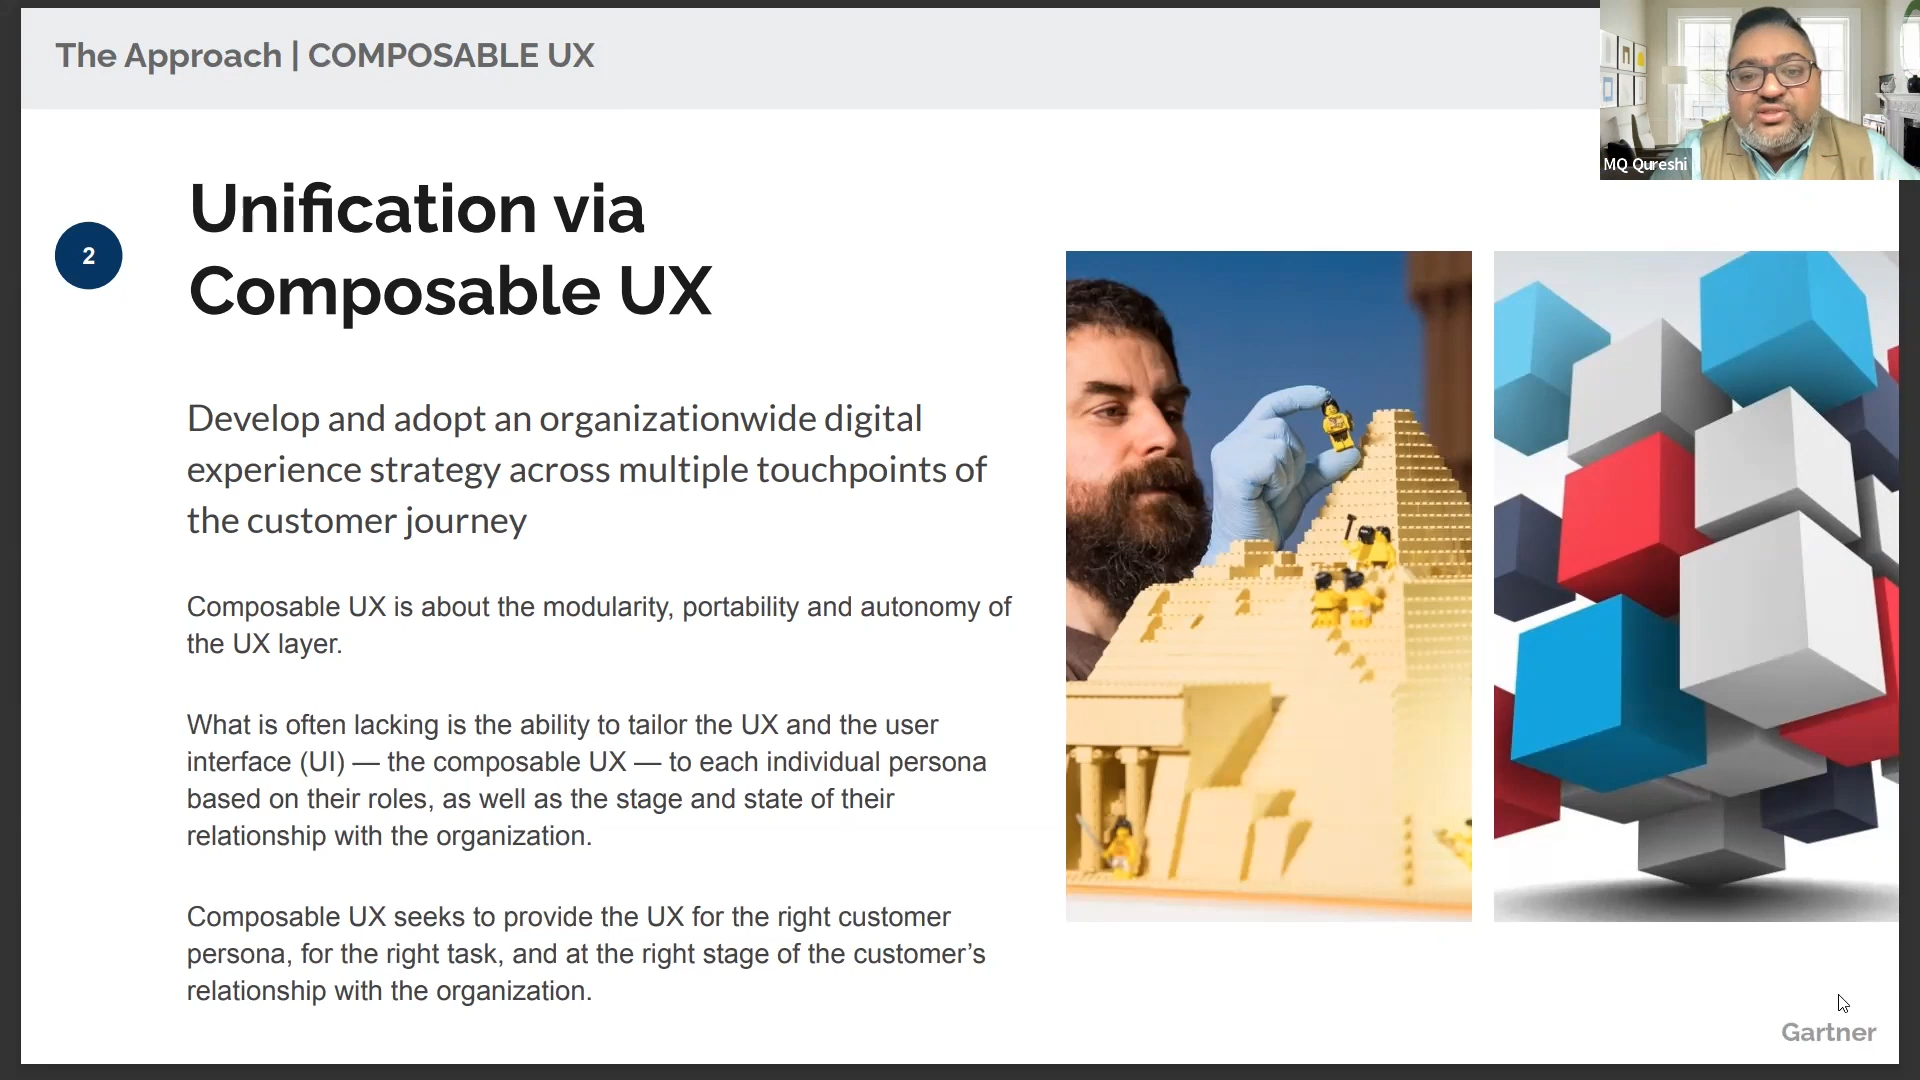 The Approach | COMPOSABLE UX
MQ Qureshi
2
Unification via
Composable UX
Develop and adopt an organizationwide digital
experience strategy across multiple touchpoints of
the customer journey
Composable UX is about the modularity, portability and autonomy of
the UX layer.
What is often lacking is the ability to tailor the UX and the user
interface (UI) — the composable UX — to each individual persona
based on their roles, as well as the stage and state of their
relationship with the organization.
Composable UX seeks to provide the UX for the right customer
persona, for the right task, and at the right stage of the customer’s
relationship with the organization.
Gartner